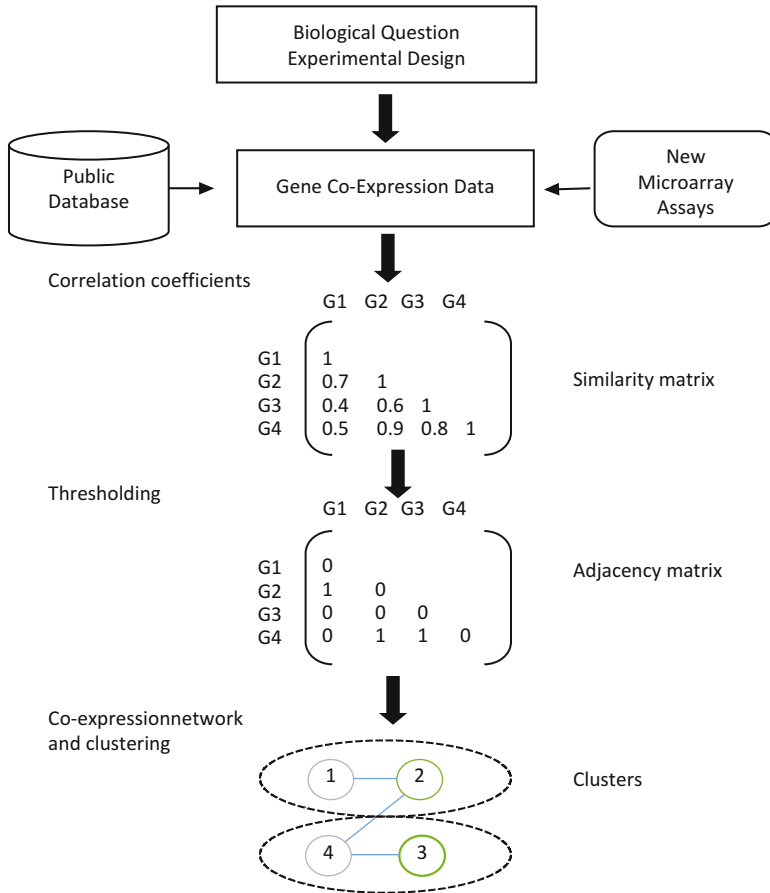 Biological Question
Experimental Design
Public
Database
Gene Co-Expression Data
New
Microarray
Assays
Correlation coefficients
G1 G2 G3 G4
G1 1
G2 0.7 1
G3 0.4 0.6 1
G4 0.5 0.9 0.8 1
Similarity matrix
Thresholding
G1 G2 G3 G4
G1 0
G2 1 0
G3 0 0 0
G4 0 1 1 0
Adjacency matrix
Co-expressionnetwork
and clustering
1 2
4 3
Clusters